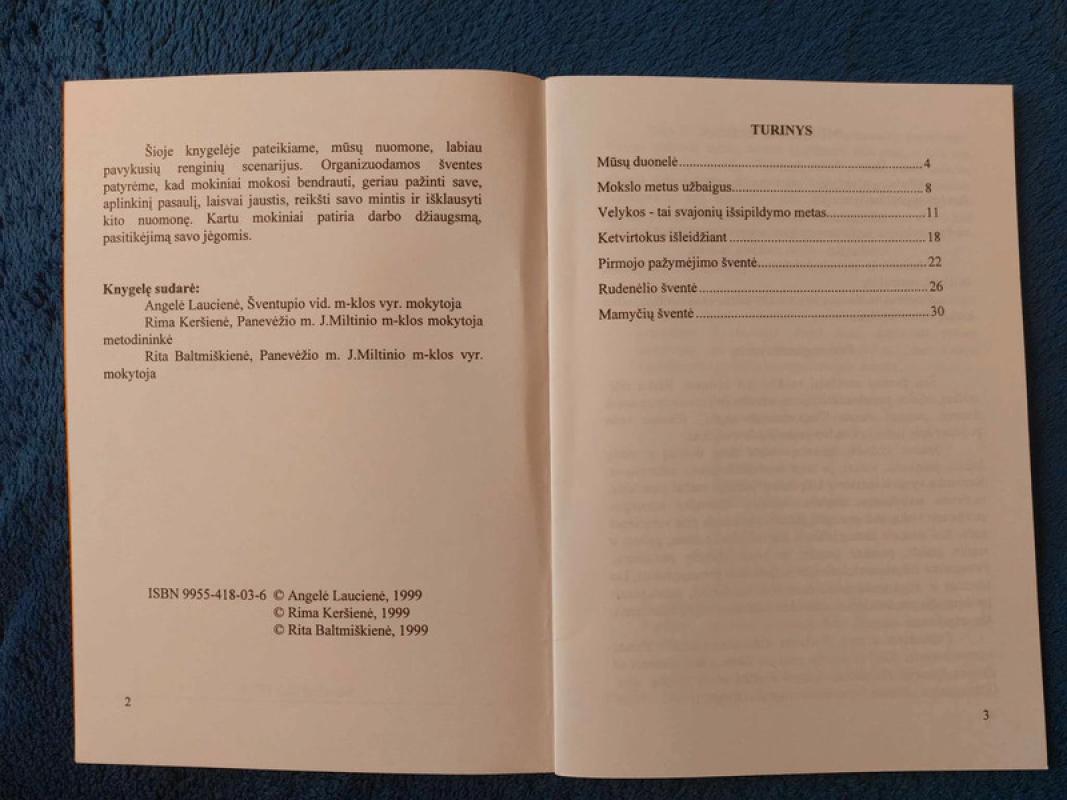 Šioje knygelėje pateikiame, mūsų nuomone, labiau
pavykusių renginių scenarijus. Organizuodamos šventes
patyrėme, kad mokiniai mokosi bendrauti, geriau pažinti save,
aplinkinį pasaulį, laisvai jaustis, reikšti savo mintis ir išklausyti
kito nuomonę. Kartu mokiniai patiria darbo džiaugsmą,
pasitikėjimą savo jėgomis.
Knygelę sudarė:
Angelė Laucienė, Šventupio vid. m-klos vyr. mokytoja
Rima Keršienė, Panevėžio m. J.Miltinio m-klos mokytoja
metodininkė
Rita Baltmiškienė, Panevėžio m. J.Miltinio m-klos vyr.
mokytoja
ISBN 9955-418-03-6 © Angelė Laucienė, 1999
© Rima Keršienė, 1999
© Rita Baltmiškienė, 1999
2
TURINYS
Mūsų duonelė........................4
Mokslo metus užbaigus........................8
Velykos - tai svajonių išsipildymo metas........................11
Ketvirtokus išleidžiant........................18
Pirmojo pažymėjimo šventė........................22
Rudenėlio šventė........................26
Mamyčių šventė........................30
3